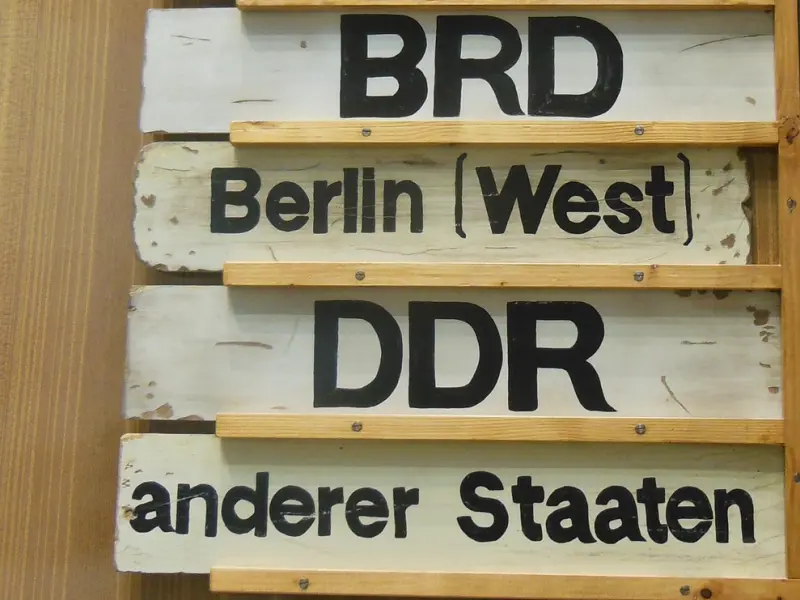 BRD
Berlin (West)
DDR
anderer Staaten